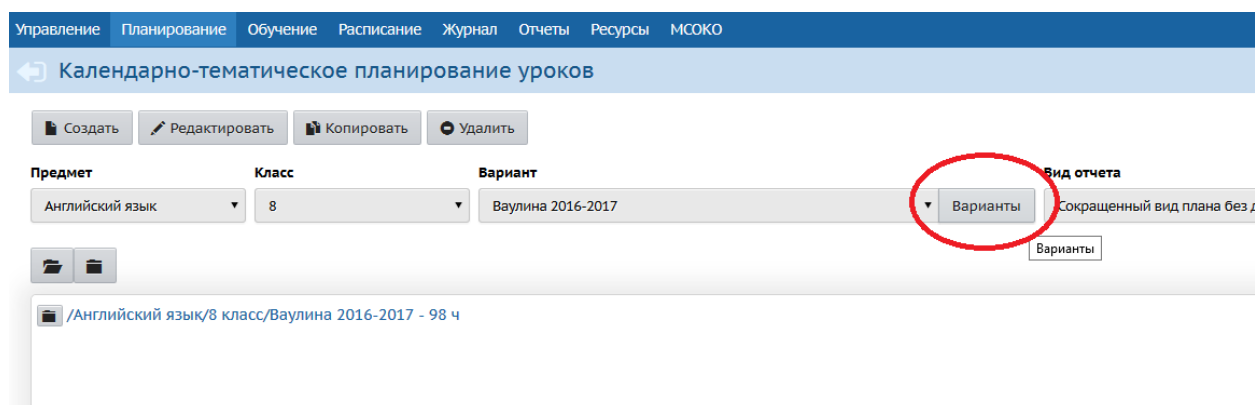 Управление Планирование Обучение Расписание Журнал Отчеты Ресурсы МСОКО
Календарно-тематическое планирование уроков
Создать Редактировать Копировать Удалить
Предмет Класс Вариант Вид отчета
Английский язык 8 Ваулина 2016-2017 Варианты Сокращенный вид плана без
Варианты
/Английский язык/8 класс/Ваулина 2016-2017 - 98 ч